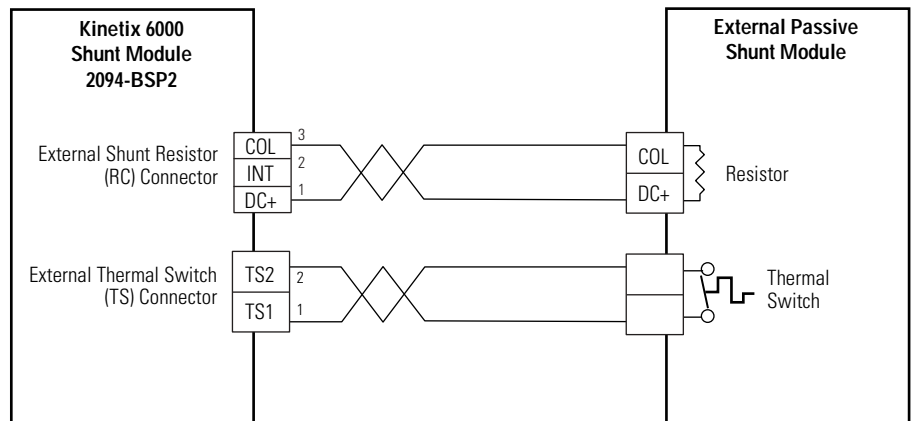 Kinetix 6000
Shunt Module
2094-BSP2
External Passive
Shunt Module
External Shunt Resistor
(RC) Connector
COL
INT
DC+
3
2
1
COL
DC+
Resistor
External Thermal Switch
(TS) Connector
TS2
TS1
2
1
Thermal
Switch